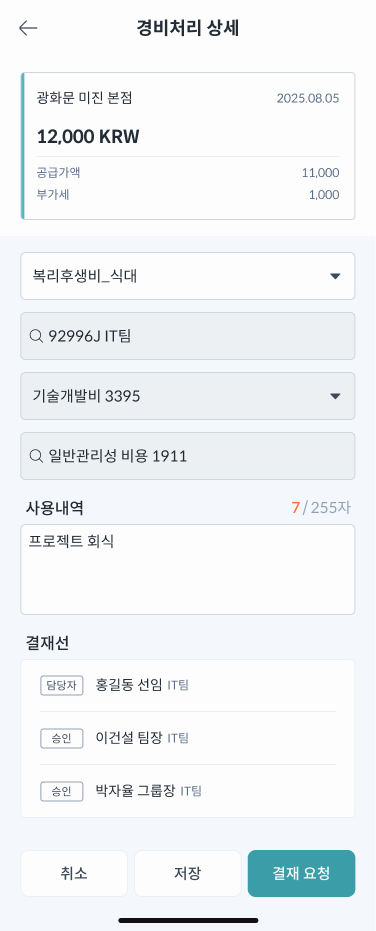 경비처리 상세
광화문 미진 본점 2025.08.05
12,000 KRW
공급가액 11,000
부가세 1,000
복리후생비_식대
92996J IT팀
기술개발비 3395
일반관리성 비용 1911
사용내역 7 / 255자
프로젝트 회식
결재선
담당자 홍길동 선임 IT팀
승인 이건설 팀장 IT팀
승인 박자율 그룹장 IT팀
취소 저장 결재 요청